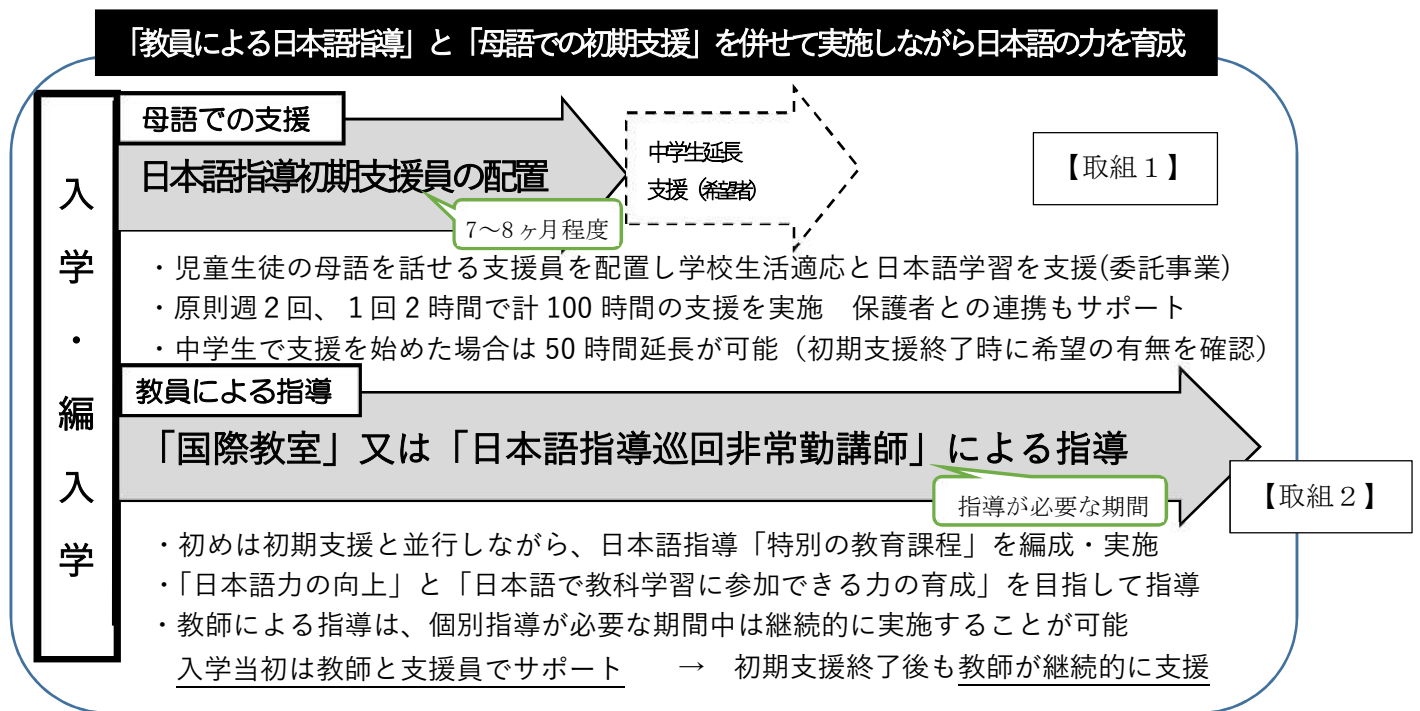 「教員による日本語指導」と「母語での初期支援」を併せて実施しながら日本語の力を育成
入学・編入学
母語での支援
日本語指導初期支援員の配置
7～8ヶ月程度
中学生延長
支援（希望者）
【取組１】
・児童生徒の母語を話せる支援員を配置し学校生活適応と日本語学習を支援(委託事業)
・原則週２回、１回２時間で計 100 時間の支援を実施　保護者との連携もサポート
・中学生で支援を始めた場合は 50 時間延長が可能（初期支援終了時に希望の有無を確認）
教員による指導
「国際教室」又は「日本語指導巡回非常勤講師」による指導
指導が必要な期間
【取組２】
・初めは初期支援と並行しながら、日本語指導「特別の教育課程」を編成・実施
・「日本語力の向上」と「日本語で教科学習に参加できる力の育成」を目指して指導
・教師による指導は、個別指導が必要な期間中は継続的に実施することが可能
入学当初は教師と支援員でサポート　→　初期支援終了後も教師が継続的に支援